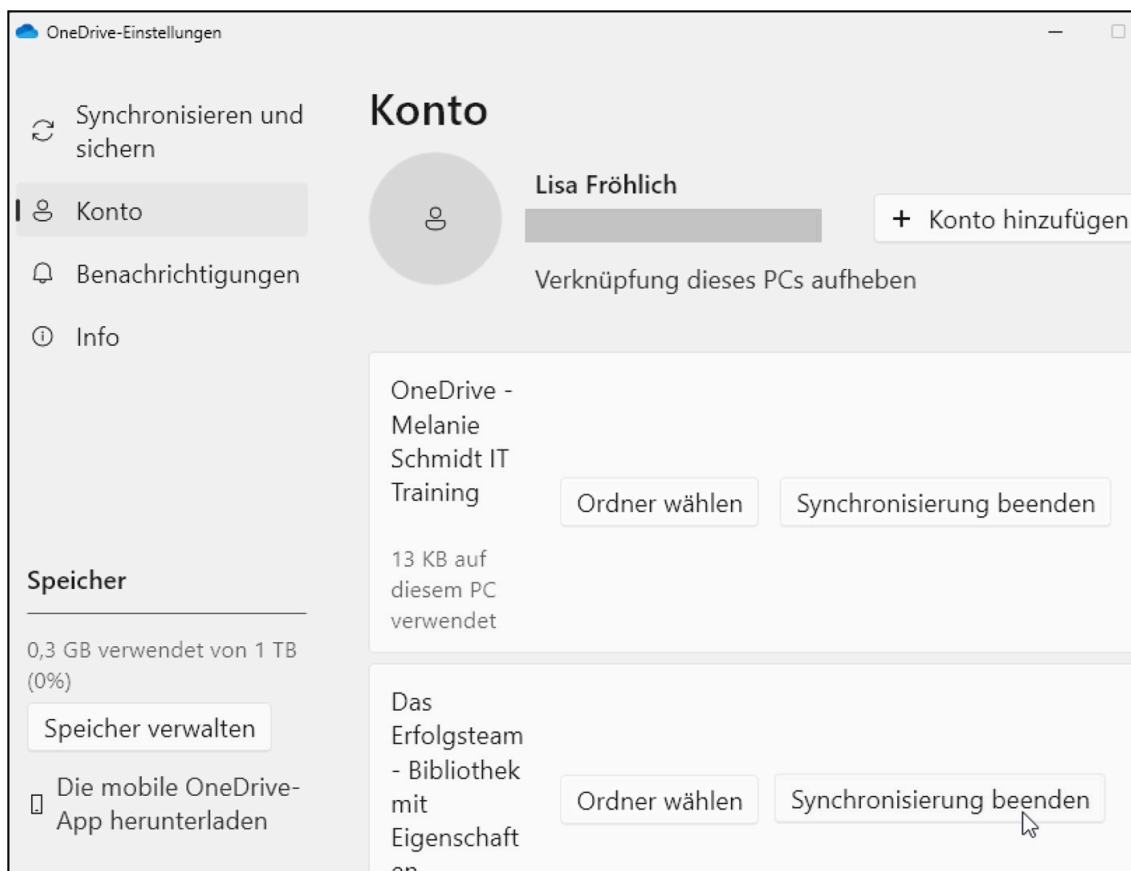 OneDrive-Einstellungen
Synchronisieren und
sichern
Konto
Benachrichtigungen
Info
Speicher
0,3 GB verwendet von 1 TB
(0%)
Speicher verwalten
Die mobile OneDrive-
App herunterladen
Konto
Lisa Fröhlich
+ Konto hinzufügen
Verknüpfung dieses PCs aufheben
OneDrive -
Melanie
Schmidt IT
Training
13 KB auf
diesem PC
verwendet
Ordner wählen
Synchronisierung beenden
Das
Erfolgsteam
- Bibliothek
mit
Eigenschaft
en
Ordner wählen
Synchronisierung beenden